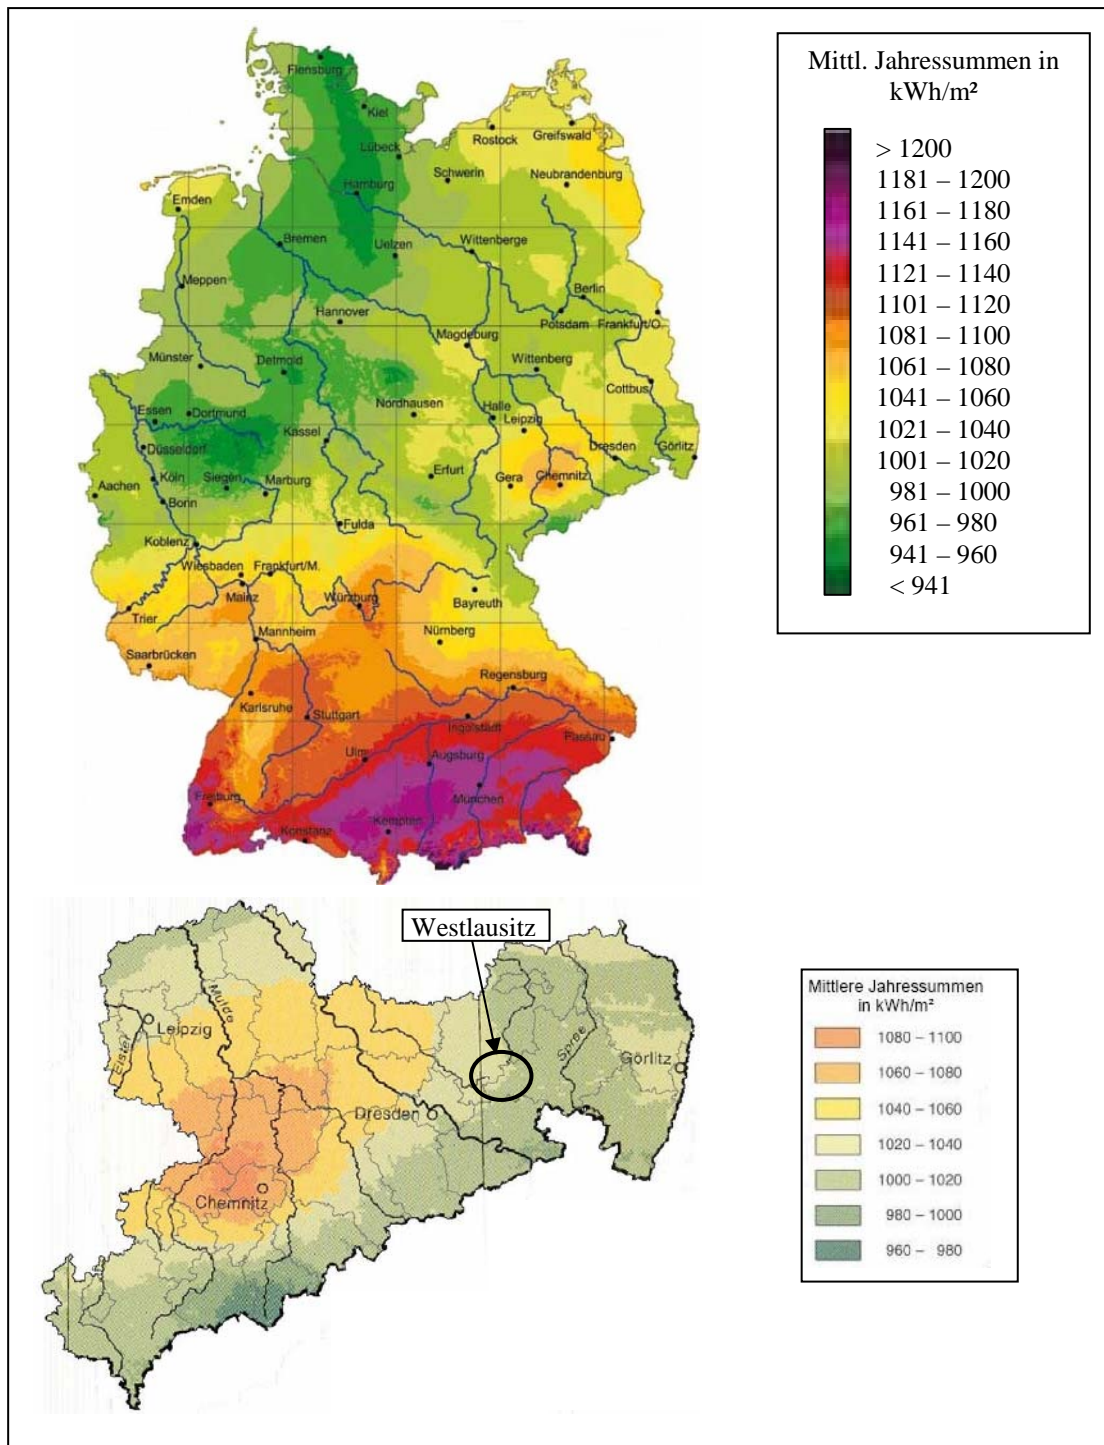 Mittl. Jahressummen in
kWh/m²
> 1200
1181 – 1200
1161 – 1180
1141 – 1160
1121 – 1140
1101 – 1120
1081 – 1100
1061 – 1080
1041 – 1060
1021 – 1040
1001 – 1020
981 – 1000
961 – 980
941 – 960
< 941
Flensburg
Kiel
Rostock
Greifswald
Lübeck
Schwerin
Neubrandenburg
Hamburg
Emden
Bremen
Uelzen
Wittenberge
Meppen
Berlin
Hannover
Potsdam
Frankfurt/O.
Magdeburg
Münster
Detmold
Wittenberg
Cottbus
Essen
Dortmund
Nordhausen
Halle
Leipzig
Kassel
Düsseldorf
Dresden
Görlitz
Köln
Siegen
Marburg
Erfurt
Gera
Chemnitz
Aachen
Bonn
Fulda
Koblenz
Wiesbaden
Frankfurt/M.
Mainz
Würzburg
Bayreuth
Trier
Mannheim
Nürnberg
Saarbrücken
Regensburg
Karlsruhe
Stuttgart
Ingolstadt
Passau
Ulm
Augsburg
Freiburg
München
Konstanz
Kempten
Westlausitz
Mulde
Leipzig
Elster
Spree
Görlitz
Dresden
Chemnitz
Mittlere Jahressummen
in kWh/m²
1080 – 1100
1060 – 1080
1040 – 1060
1020 – 1040
1000 – 1020
980 – 1000
960 – 980